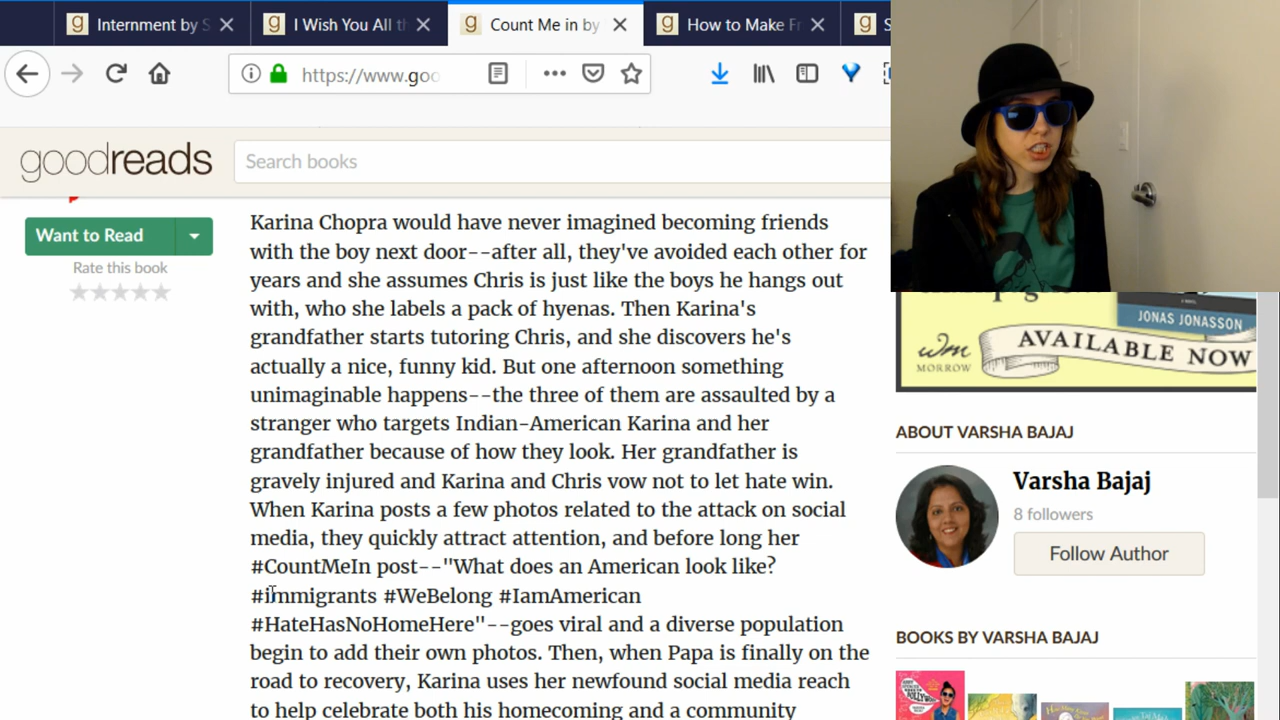 Internment by S
I Wish You All th
Count Me in by
How to Make Fr
S
https://www.goo
goodreads
Search books
Want to Read
Rate this book
Karina Chopra would have never imagined becoming friends
with the boy next door--after all, they've avoided each other for
years and she assumes Chris is just like the boys he hangs out
with, who she labels a pack of hyenas. Then Karina's
grandfather starts tutoring Chris, and she discovers he's
actually a nice, funny kid. But one afternoon something
unimaginable happens--the three of them are assaulted by a
stranger who targets Indian-American Karina and her
grandfather because of how they look. Her grandfather is
gravely injured and Karina and Chris vow not to let hate win.
When Karina posts a few photos related to the attack on social
media, they quickly attract attention, and before long her
#CountMeIn post--"What does an American look like?
#immigrants #WeBelong #IamAmerican
#HateHasNoHomeHere"--goes viral and a diverse population
begin to add their own photos. Then, when Papa is finally on the
road to recovery, Karina uses her newfound social media reach
to help celebrate both his homecoming and a community
JONAS JONASSON
wm
MORROW
AVAILABLE NOW
ABOUT VARSHA BAJAJ
Varsha Bajaj
8 followers
Follow Author
BOOKS BY VARSHA BAJAJ